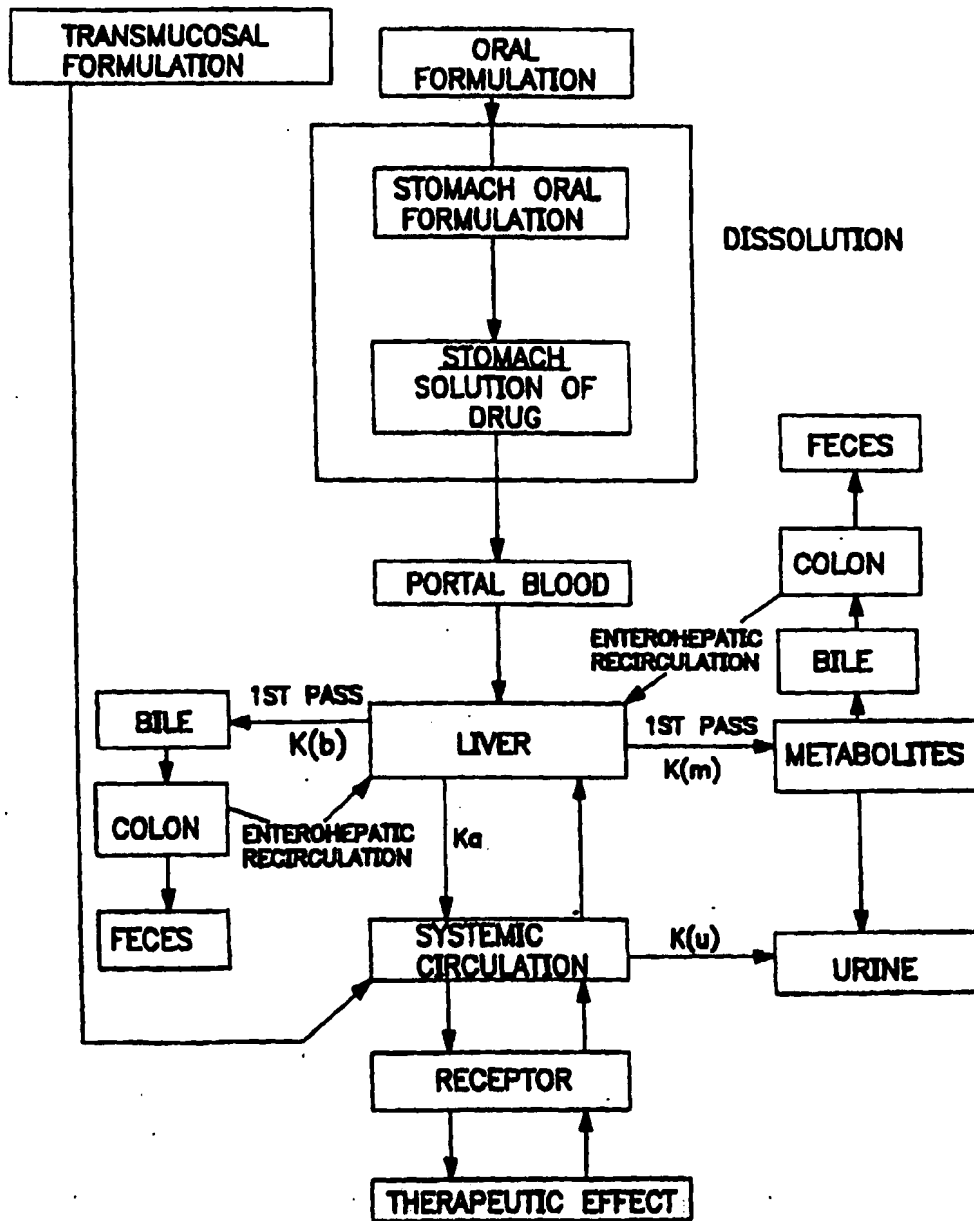 TRANSMUCOSAL
FORMULATION
ORAL
FORMULATION
STOMACH ORAL
FORMULATION
DISSOLUTION
STOMACH
SOLUTION OF
DRUG
FECES
COLON
PORTAL BLOOD
ENTEROHEPATIC
RECIRCULATION
BILE
1ST PASS
BILE
K(b)
LIVER
1ST PASS
K(m)
METABOLITES
COLON
ENTEROHEPATIC
RECIRCULATION
Ka
FECES
SYSTEMIC
CIRCULATION
K(u)
URINE
RECEPTOR
THERAPEUTIC EFFECT